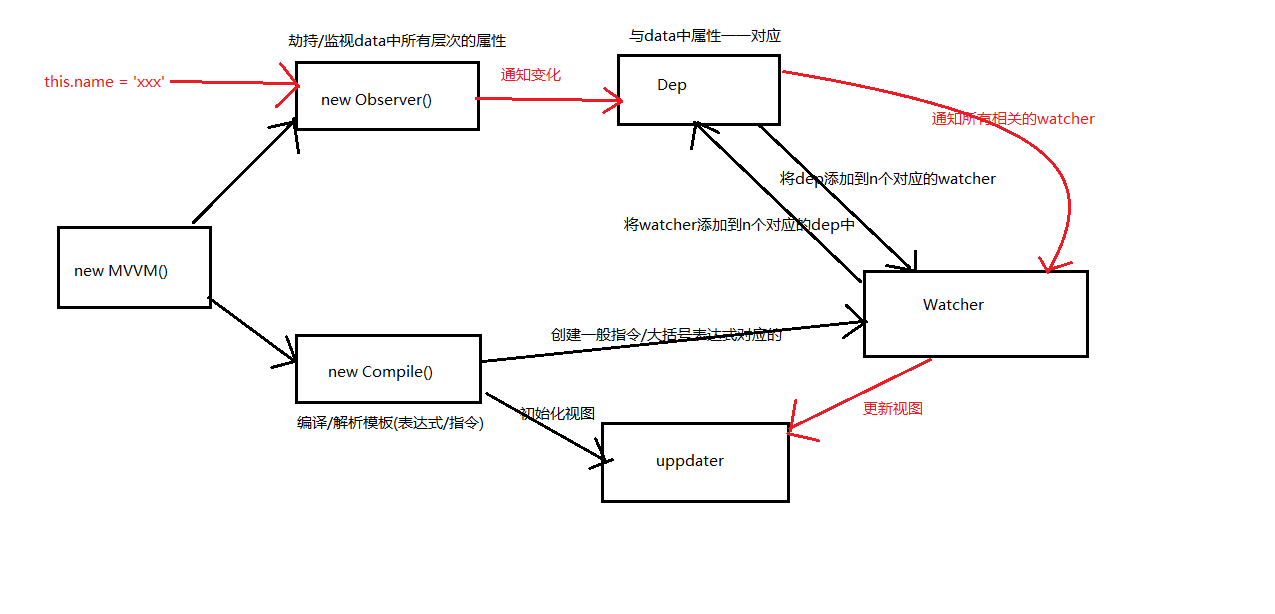 劫持/监视data中所有层次的属性
与data中属性一一对应
this.name = 'xxx'
new Observer()
通知变化
Dep
通知所有相关的watcher
将dep添加到n个对应的watcher
将watcher添加到n个对应的dep中
new MVVM()
Watcher
创建一般指令/大括号表达式对应的
new Compile()
编译/解析模板(表达式/指令)
初始化视图
更新视图
uppdater